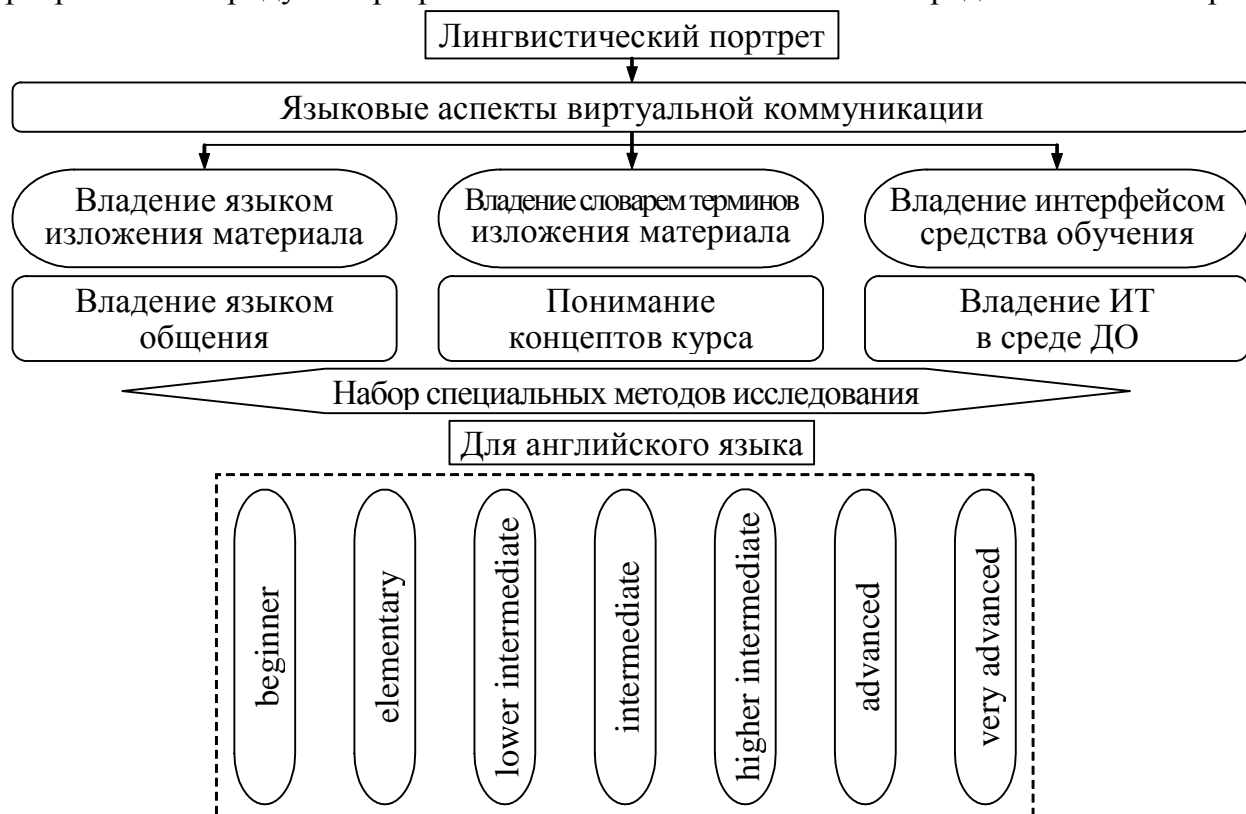 Лингвистический портрет
Языковые аспекты виртуальной коммуникации
Владение языком
изложения материала
Владение словарем терминов
изложения материала
Владение интерфейсом
средства обучения
Владение языком
общения
Понимание
концептов курса
Владение ИТ
в среде ДО
Набор специальных методов исследования
Для английского языка
beginner
elementary
lower intermediate
intermediate
higher intermediate
advanced
very advanced